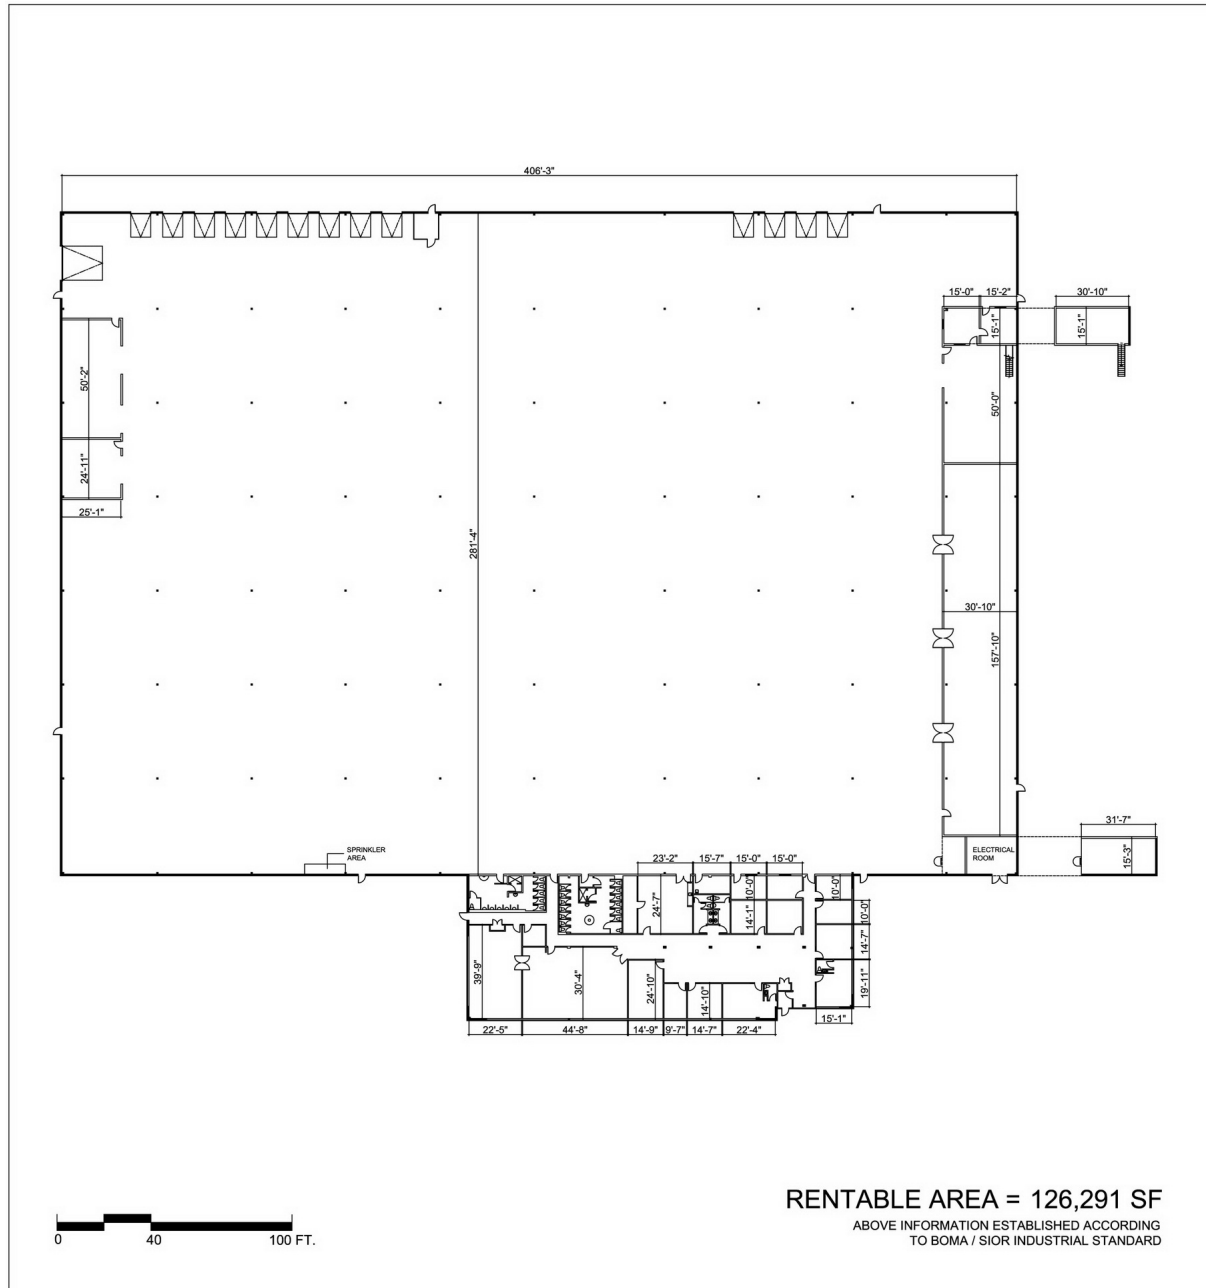 406'-3"
15'-0" 15'-2" 30'-10"
15'-1" 15'-1"
50'-2"
50'-0"
24'-11"
25'-1"
281'-4"
30'-10"
157'-10"
31'-7"
SPRINKLER
AREA
ELECTRICAL
ROOM
15'-3"
23'-2" 15'-7" 15'-0" 15'-0"
10'-0" 10'-0"
24'-7" 14'-1" 10'-0"
14'-7"
39'-9" 30'-4" 24'-10" 14'-10" 19'-11"
15'-1"
22'-5" 44'-8" 14'-9" 9'-7" 14'-7" 22'-4"
RENTABLE AREA = 126,291 SF
ABOVE INFORMATION ESTABLISHED ACCORDING
TO BOMA / SIOR INDUSTRIAL STANDARD
0 40 100 FT.